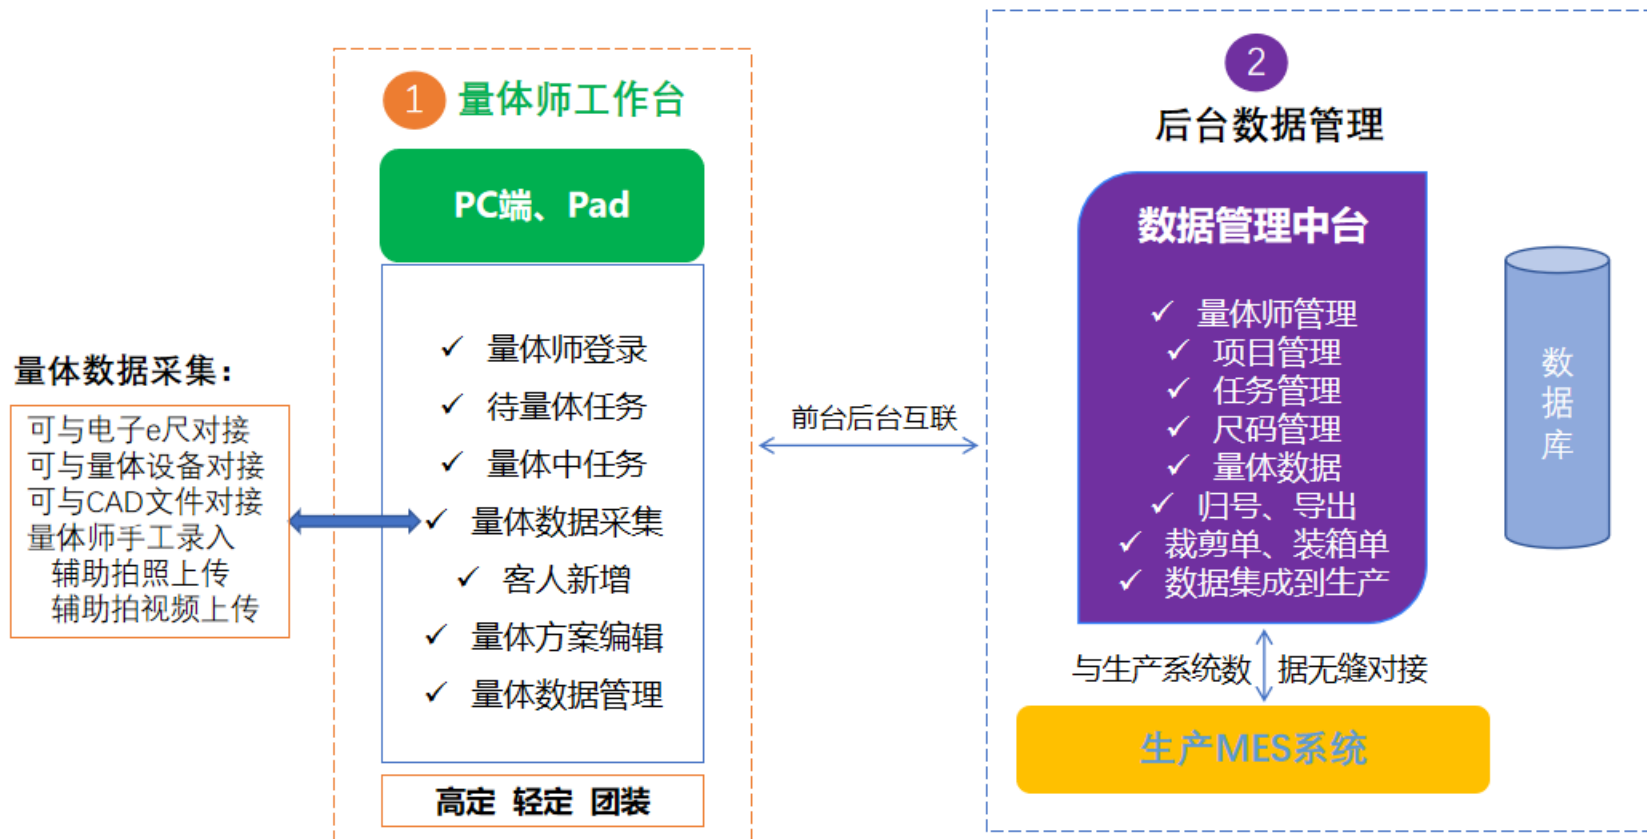 量体数据采集：
可与电子e尺对接
可与量体设备对接
可与CAD文件对接
量体师手工录入
辅助拍照上传
辅助拍视频上传
1 量体师工作台
PC端、Pad
✓ 量体师登录
✓ 待量体任务
✓ 量体中任务
✓ 量体数据采集
✓ 客人新增
✓ 量体方案编辑
✓ 量体数据管理
高定 轻定 团装
前台后台互联
2
后台数据管理
数据管理中台
✓ 量体师管理
✓ 项目管理
✓ 任务管理
✓ 尺码管理
✓ 量体数据
✓ 归号、导出
✓ 裁剪单、装箱单
✓ 数据集成到生产
与生产系统数 据无缝对接
生产MES系统
数
据
库